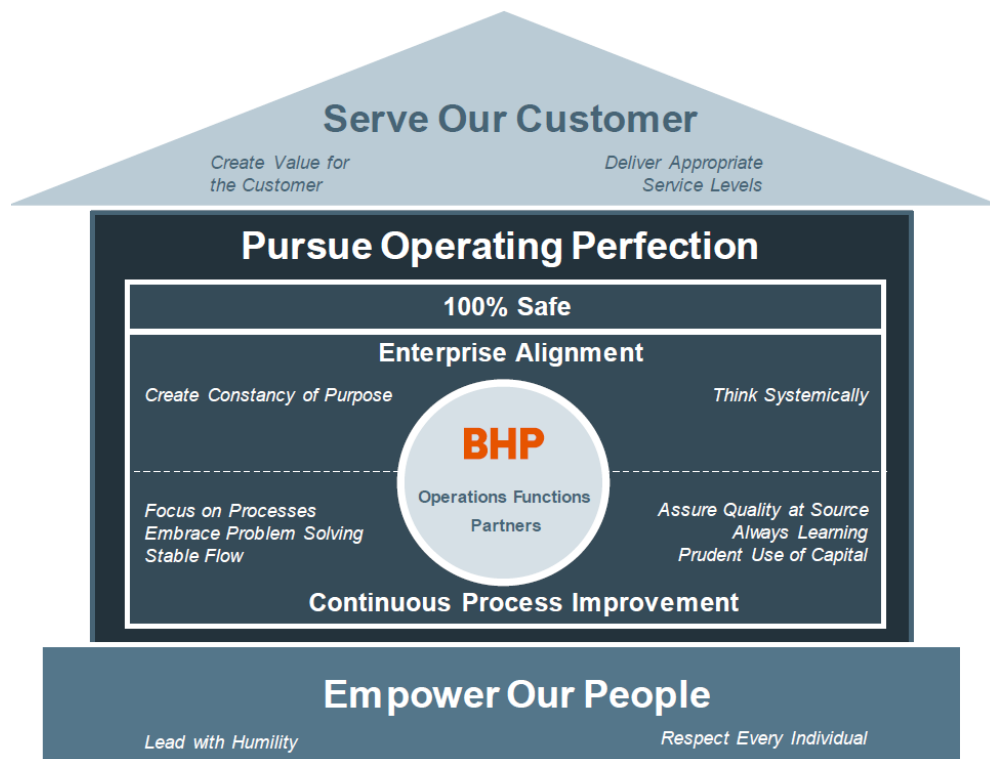 Serve Our Customer
Create Value for
the Customer
Deliver Appropriate
Service Levels
Pursue Operating Perfection
100% Safe
Enterprise Alignment
Create Constancy of Purpose
Think Systemically
BHP
Operations Functions
Partners
Focus on Processes
Embrace Problem Solving
Stable Flow
Assure Quality at Source
Always Learning
Prudent Use of Capital
Continuous Process Improvement
Empower Our People
Lead with Humility
Respect Every Individual